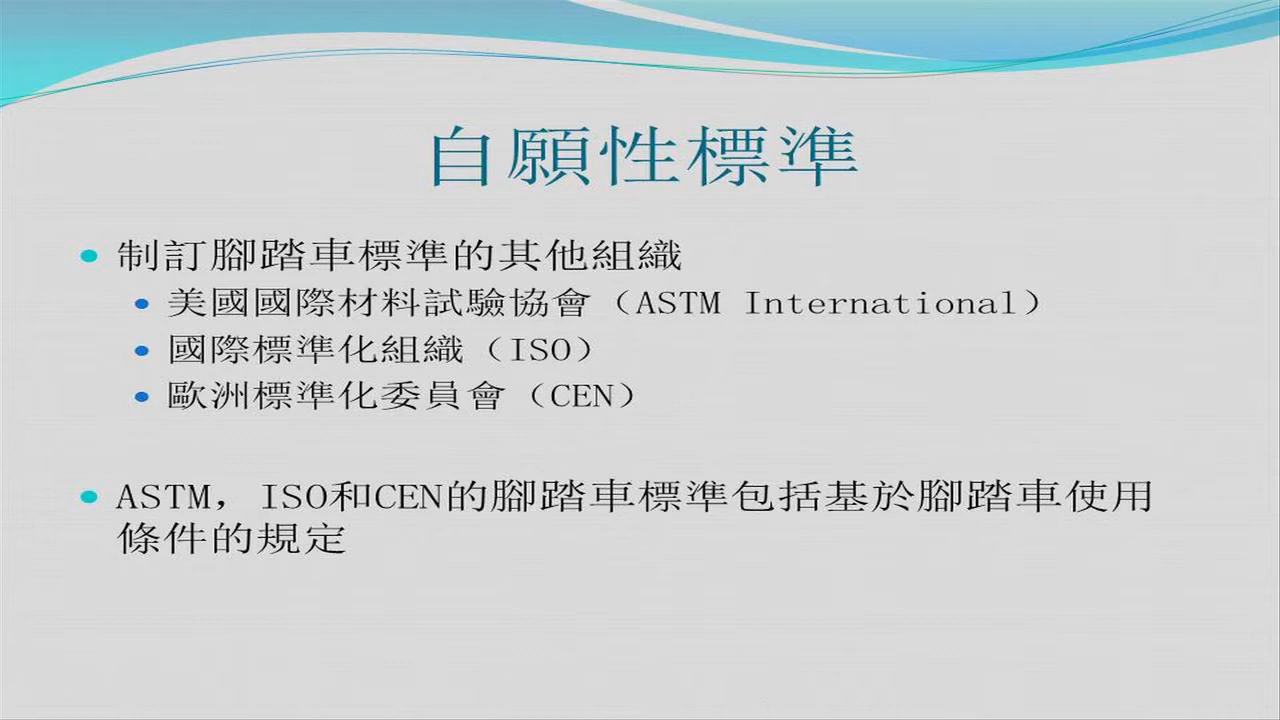 自願性標準
制訂腳踏車標準的其他組織
美國國際材料試驗協會（ASTM International）
國際標準化組織（ISO）
歐洲標準化委員會（CEN）
ASTM，ISO和CEN的腳踏車標準包括基於腳踏車使用
條件的規定